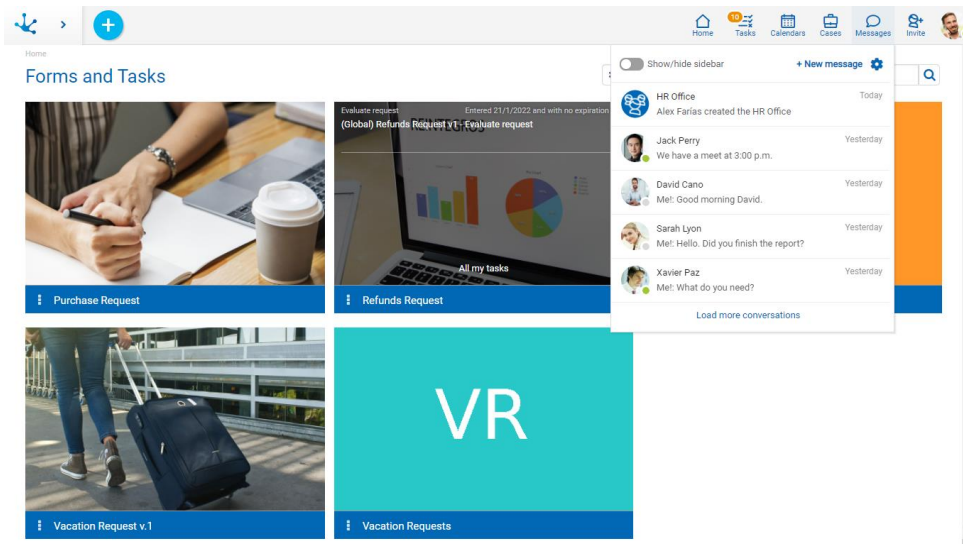 10
Home
Tasks
Calendars
Cases
Messages
Invite
Home
Forms and Tasks
Show/hide sidebar
+ New message
HR Office
Today
Alex Farías created the HR Office
Jack Perry
Yesterday
We have a meet at 3:00 p.m.
David Cano
Yesterday
Me!: Good morning David.
Sarah Lyon
Yesterday
Me!: Hello. Did you finish the report?
Xavier Paz
Yesterday
Me!: What do you need?
Load more conversations
Evaluate request
Entered 21/1/2022 and with no expiration
(Global) Refunds Request v1 - Evaluate request
REINTEGROS
All my tasks
Purchase Request
Refunds Request
VR
Vacation Request v.1
Vacation Requests